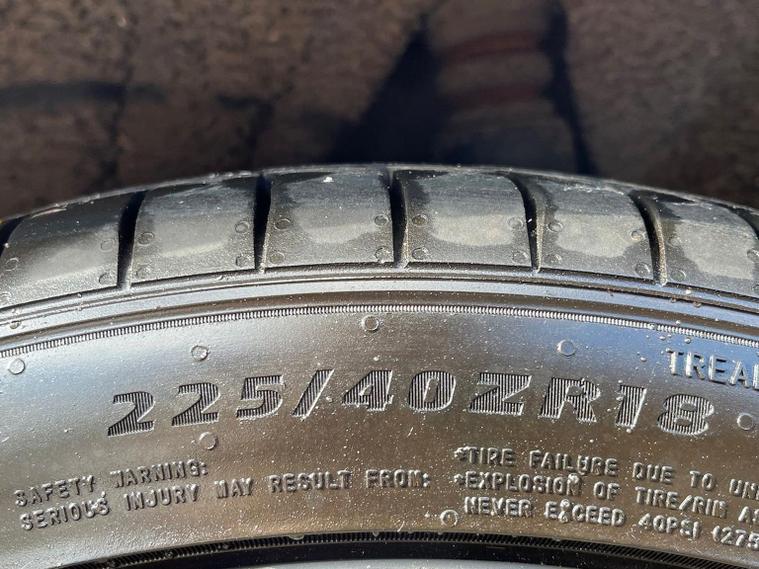 225/40ZR18
SAFETY WARNING:
SERIOUS INJURY MAY RESULT FROM:
*TIRE FAILURE DUE TO
*EXPLOSION OF TIRE/RIM
NEVER EXCEED 40PSI (275